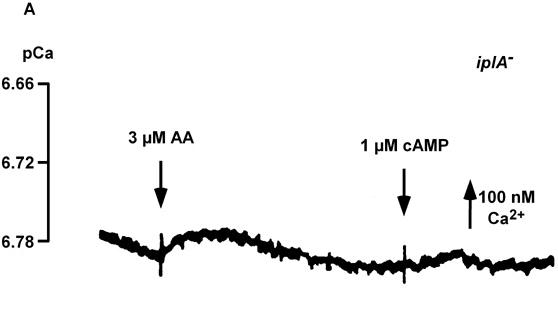 A
pCa
iplA-
6.66
3 µM AA
1 µM cAMP
6.72
100 nM
Ca2+
6.78